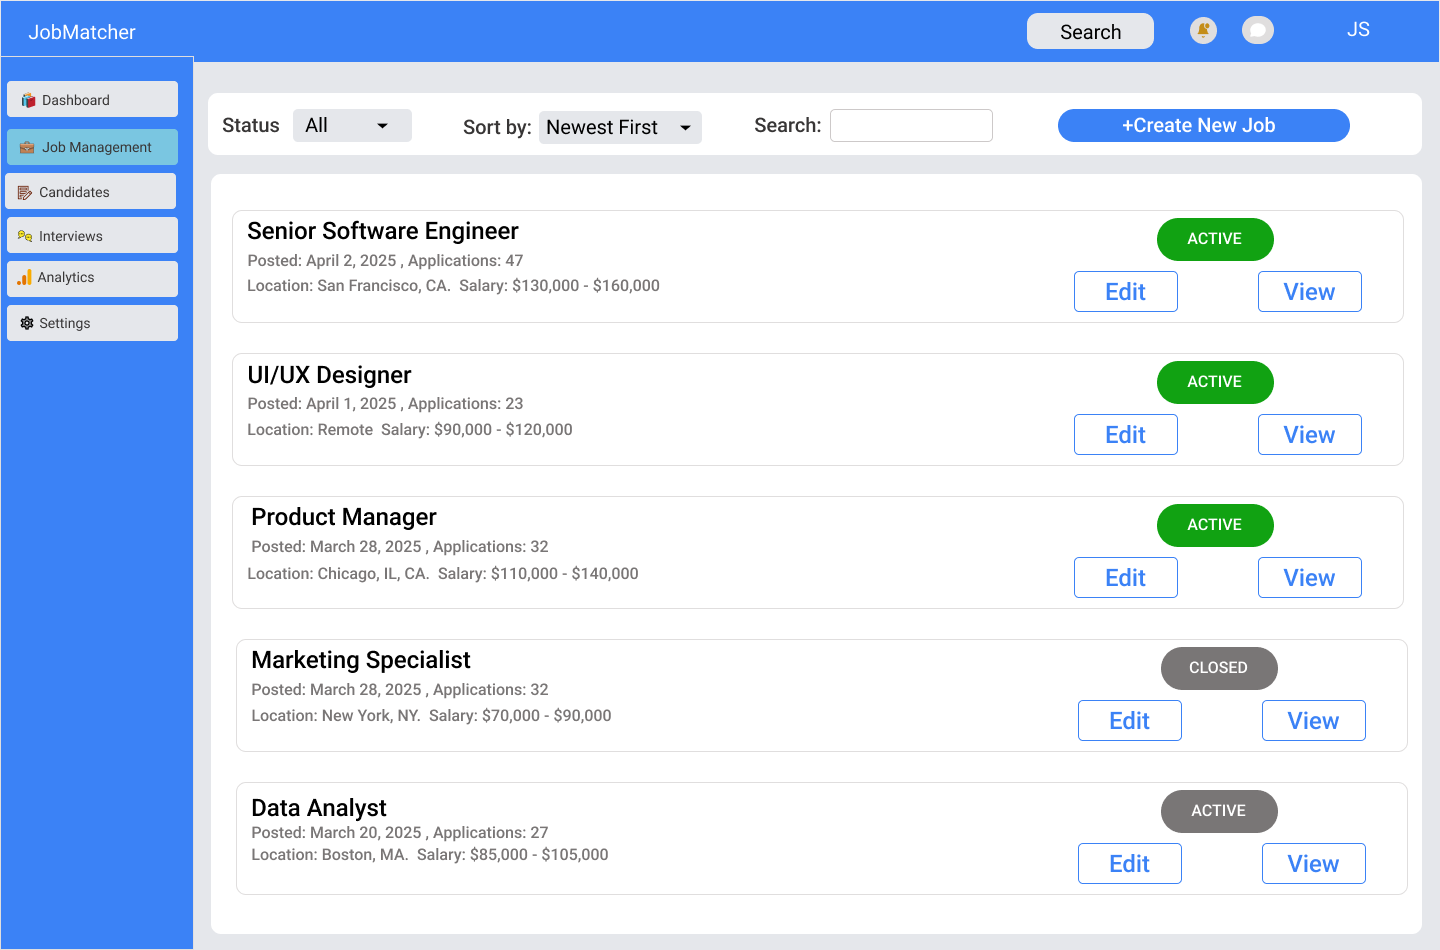 JobMatcher
Search
JS
Dashboard
Job Management
Candidates
Interviews
Analytics
Settings
Status All
Sort by: Newest First
Search:
+Create New Job
Senior Software Engineer
ACTIVE
Posted: April 2, 2025 , Applications: 47
Location: San Francisco, CA. Salary: $130,000 - $160,000
Edit View
UI/UX Designer
ACTIVE
Posted: April 1, 2025 , Applications: 23
Location: Remote Salary: $90,000 - $120,000
Edit View
Product Manager
ACTIVE
Posted: March 28, 2025 , Applications: 32
Location: Chicago, IL, CA. Salary: $110,000 - $140,000
Edit View
Marketing Specialist
CLOSED
Posted: March 28, 2025 , Applications: 32
Location: New York, NY. Salary: $70,000 - $90,000
Edit View
Data Analyst
ACTIVE
Posted: March 20, 2025 , Applications: 27
Location: Boston, MA. Salary: $85,000 - $105,000
Edit View